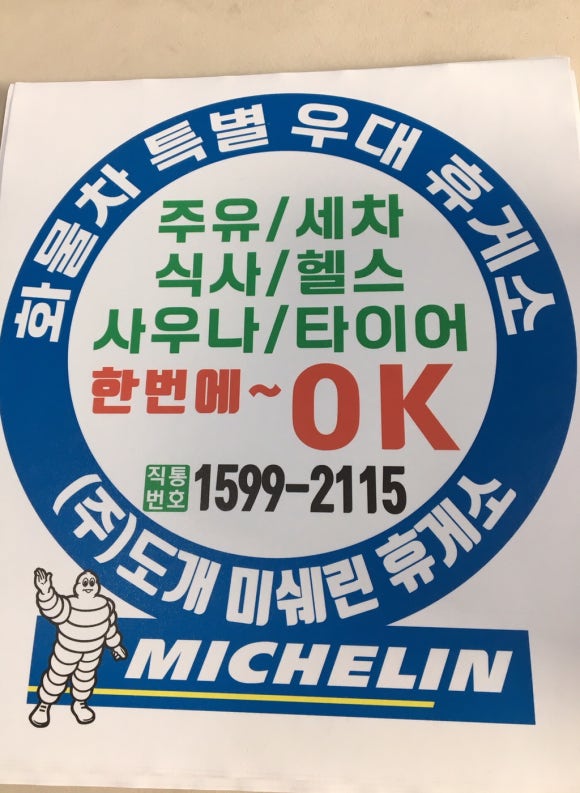 화물차 특별 우대 휴게소
주유/세차
식사/헬스
사우나/타이어
한번에~OK
직통번호 1599-2115
(주)도개 미쉐린 휴게소
MICHELIN